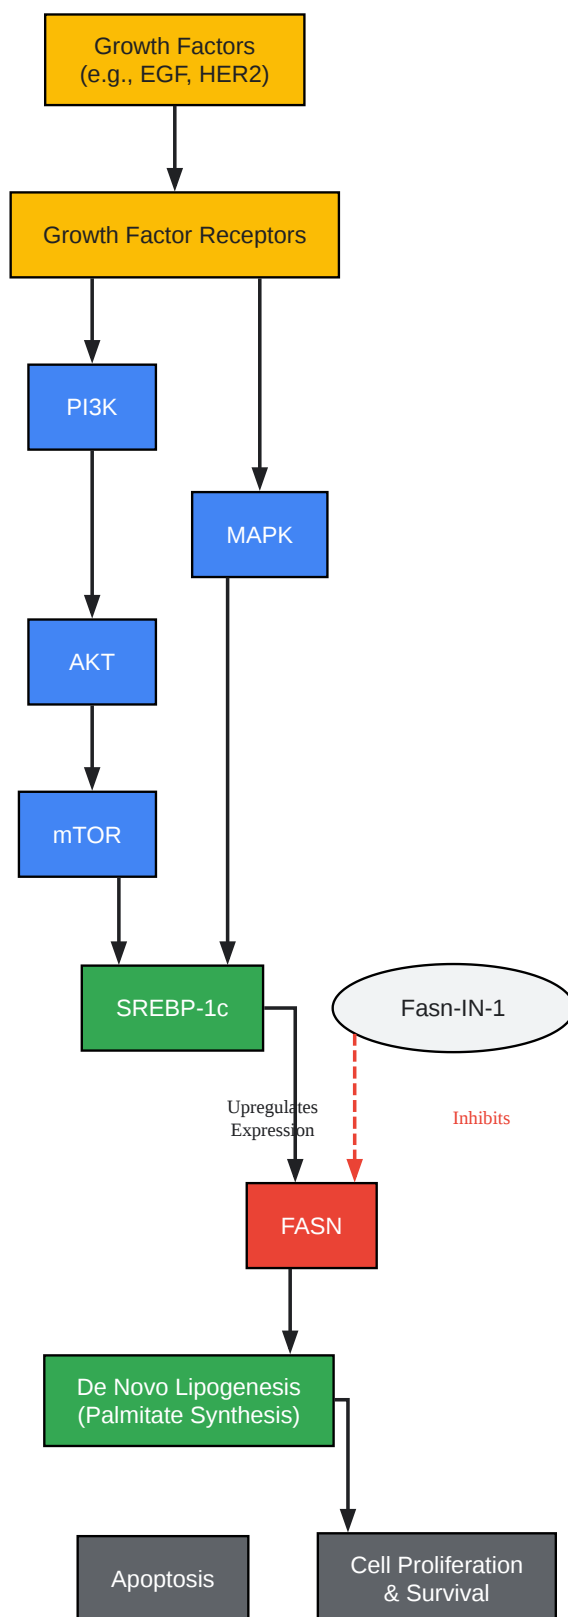 Growth Factors
(e.g., EGF, HER2)
Growth Factor Receptors
PI3K
MAPK
AKT
mTOR
SREBP-1c
Fasn-IN-1
Upregulates
Expression
Inhibits
FASN
De Novo Lipogenesis
(Palmitate Synthesis)
Apoptosis
Cell Proliferation
& Survival